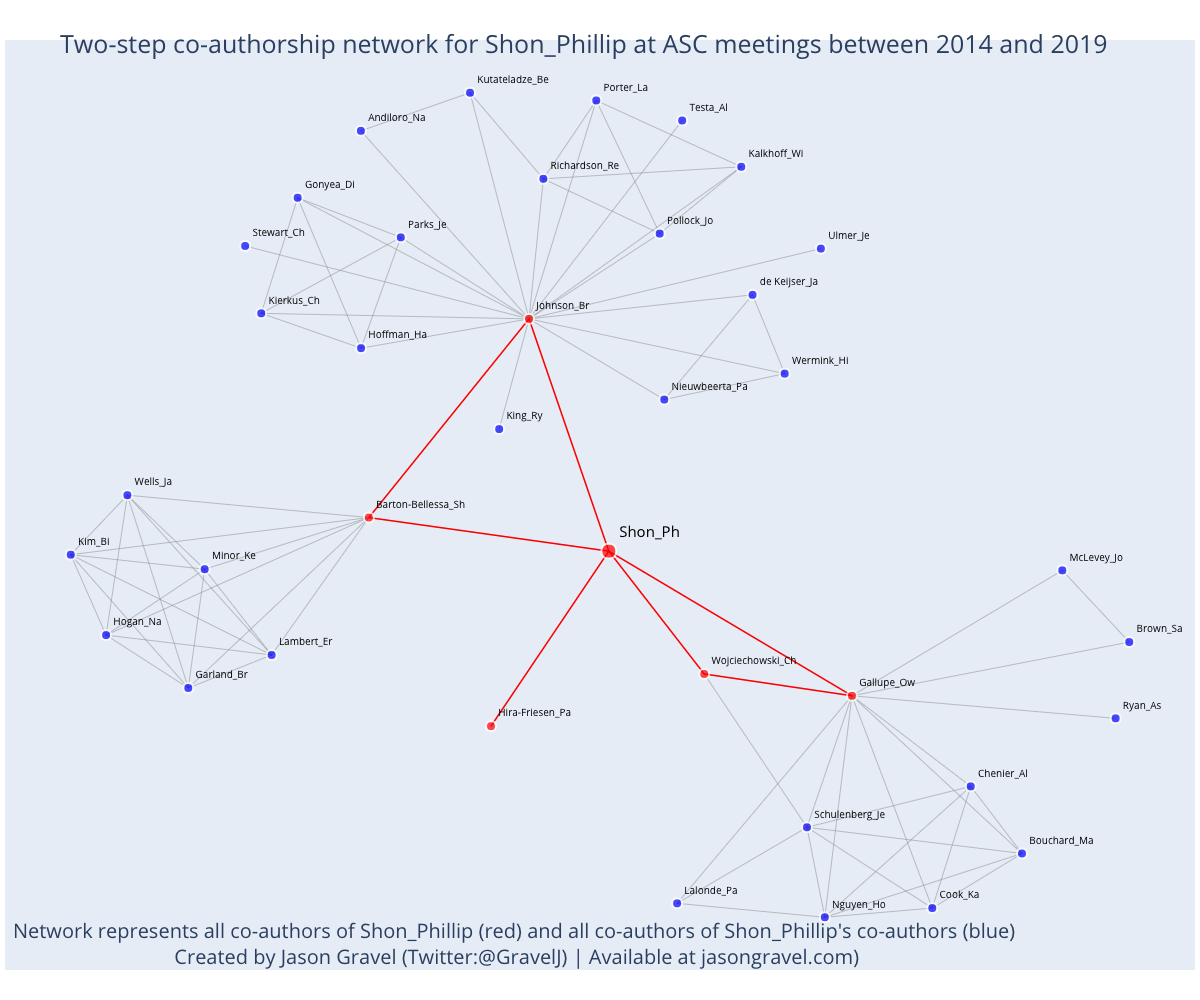 Two-step co-authorship network for Shon_Phillip at ASC meetings between 2014 and 2019
Kutateladze_Be
Porter_La
Andiloro_Na
Testa_Al
Kalkhoff_Wi
Richardson_Re
Gonyea_Di
Pollock_Jo
Parks_Je
Stewart_Ch
Ulmer_Je
de Keijser_Ja
Kierkus_Ch
Johnson_Br
Hoffman_Ha
Wermink_Hi
Nieuwbeerta_Pa
King_Ry
Wells_Ja
Barton-Bellessa_Sh
Shon_Ph
Kim_Bi
Minor_Ke
McLevey_Jo
Hogan_Na
Brown_Sa
Lambert_Er
Wojciechowski_Ch
Garland_Br
Gallupe_Ow
Ryan_As
Hira-Friesen_Pa
Chenier_Al
Schulenberg_Je
Bouchard_Ma
Lalonde_Pa
Cook_Ka
Nguyen_Ho
Network represents all co-authors of Shon_Phillip (red) and all co-authors of Shon_Phillip's co-authors (blue)
Created by Jason Gravel (Twitter:@GravelJ) | Available at jasongravel.com)